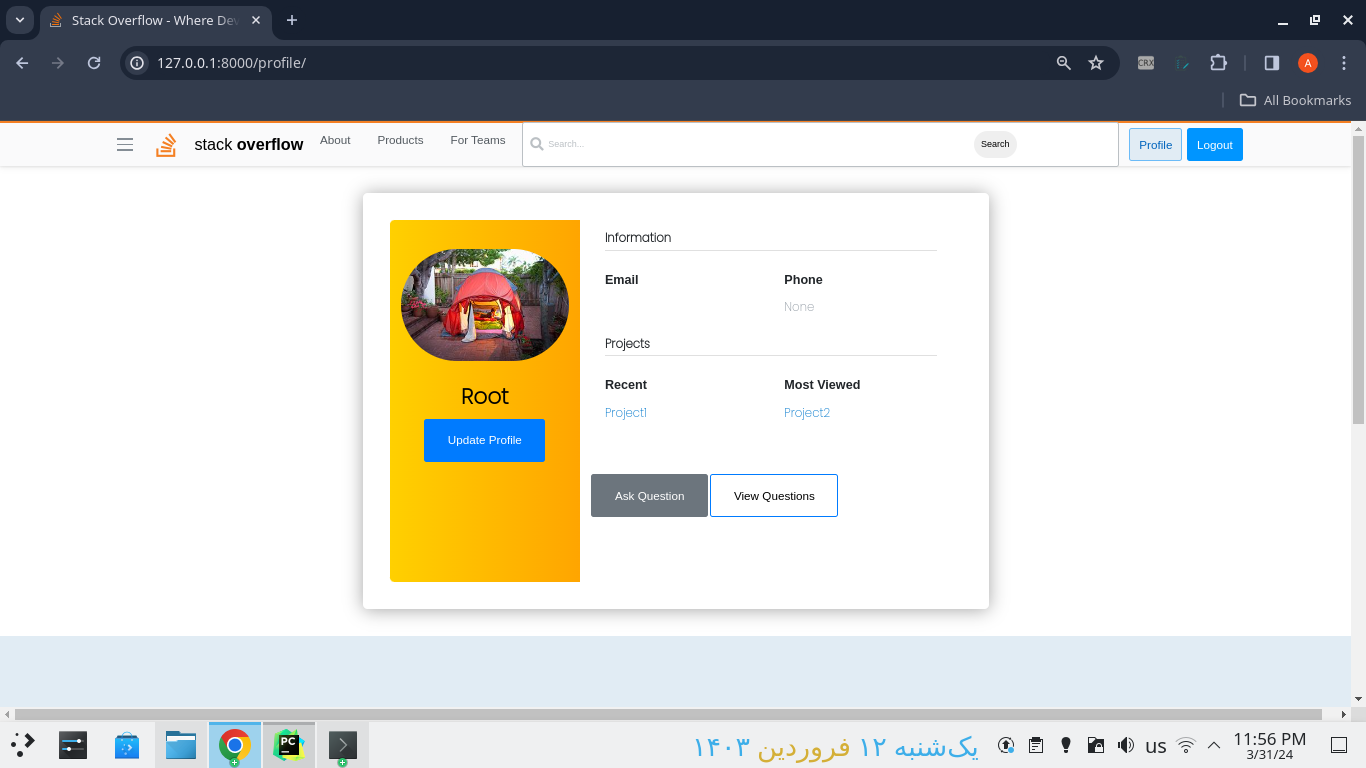 Stack Overflow - Where Dev
127.0.0.1:8000/profile/
CRX
A
All Bookmarks
stack overflow
About
Products
For Teams
Search...
Search
Profile
Logout
Information
Email
Phone
None
Projects
Recent
Most Viewed
Project1
Project2
Root
Update Profile
Ask Question
View Questions
PC
یک‌شنبه ۱۲ فروردین ۱۴۰۳
us
11:56 PM
3/31/24